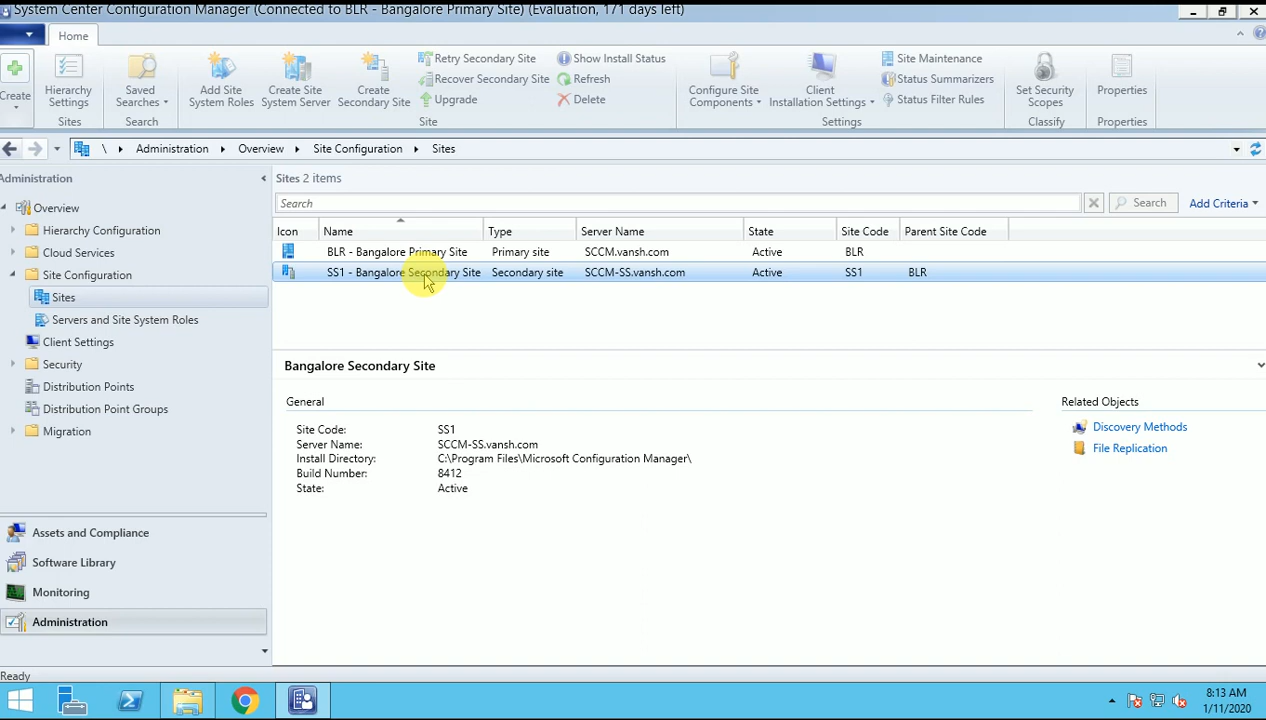 System Center Configuration Manager (Connected to BLR - Bangalore Primary Site) (Evaluation, 171 days left)
Home
Create
Hierarchy Settings
Sites
Saved Searches
Search
Add Site System Roles
Create Site System Server
Create Secondary Site
Retry Secondary Site
Recover Secondary Site
Upgrade
Show Install Status
Refresh
Delete
Site
Configure Site Components
Client Installation Settings
Site Maintenance
Status Summarizers
Status Filter Rules
Settings
Set Security Scopes
Classify
Properties
Properties
\ Administration Overview Site Configuration Sites
Administration
Overview
Hierarchy Configuration
Cloud Services
Site Configuration
Sites
Servers and Site System Roles
Client Settings
Security
Distribution Points
Distribution Point Groups
Migration
Assets and Compliance
Software Library
Monitoring
Administration
Sites 2 items
Search Search Add Criteria
Icon Name Type Server Name State Site Code Parent Site Code
BLR - Bangalore Primary Site Primary site SCCM.vansh.com Active BLR
SS1 - Bangalore Secondary Site Secondary site SCCM-SS.vansh.com Active SS1 BLR
Bangalore Secondary Site
General
Site Code: SS1
Server Name: SCCM-SS.vansh.com
Install Directory: C:\Program Files\Microsoft Configuration Manager\
Build Number: 8412
State: Active
Related Objects
Discovery Methods
File Replication
Ready
8:13 AM
1/11/2020